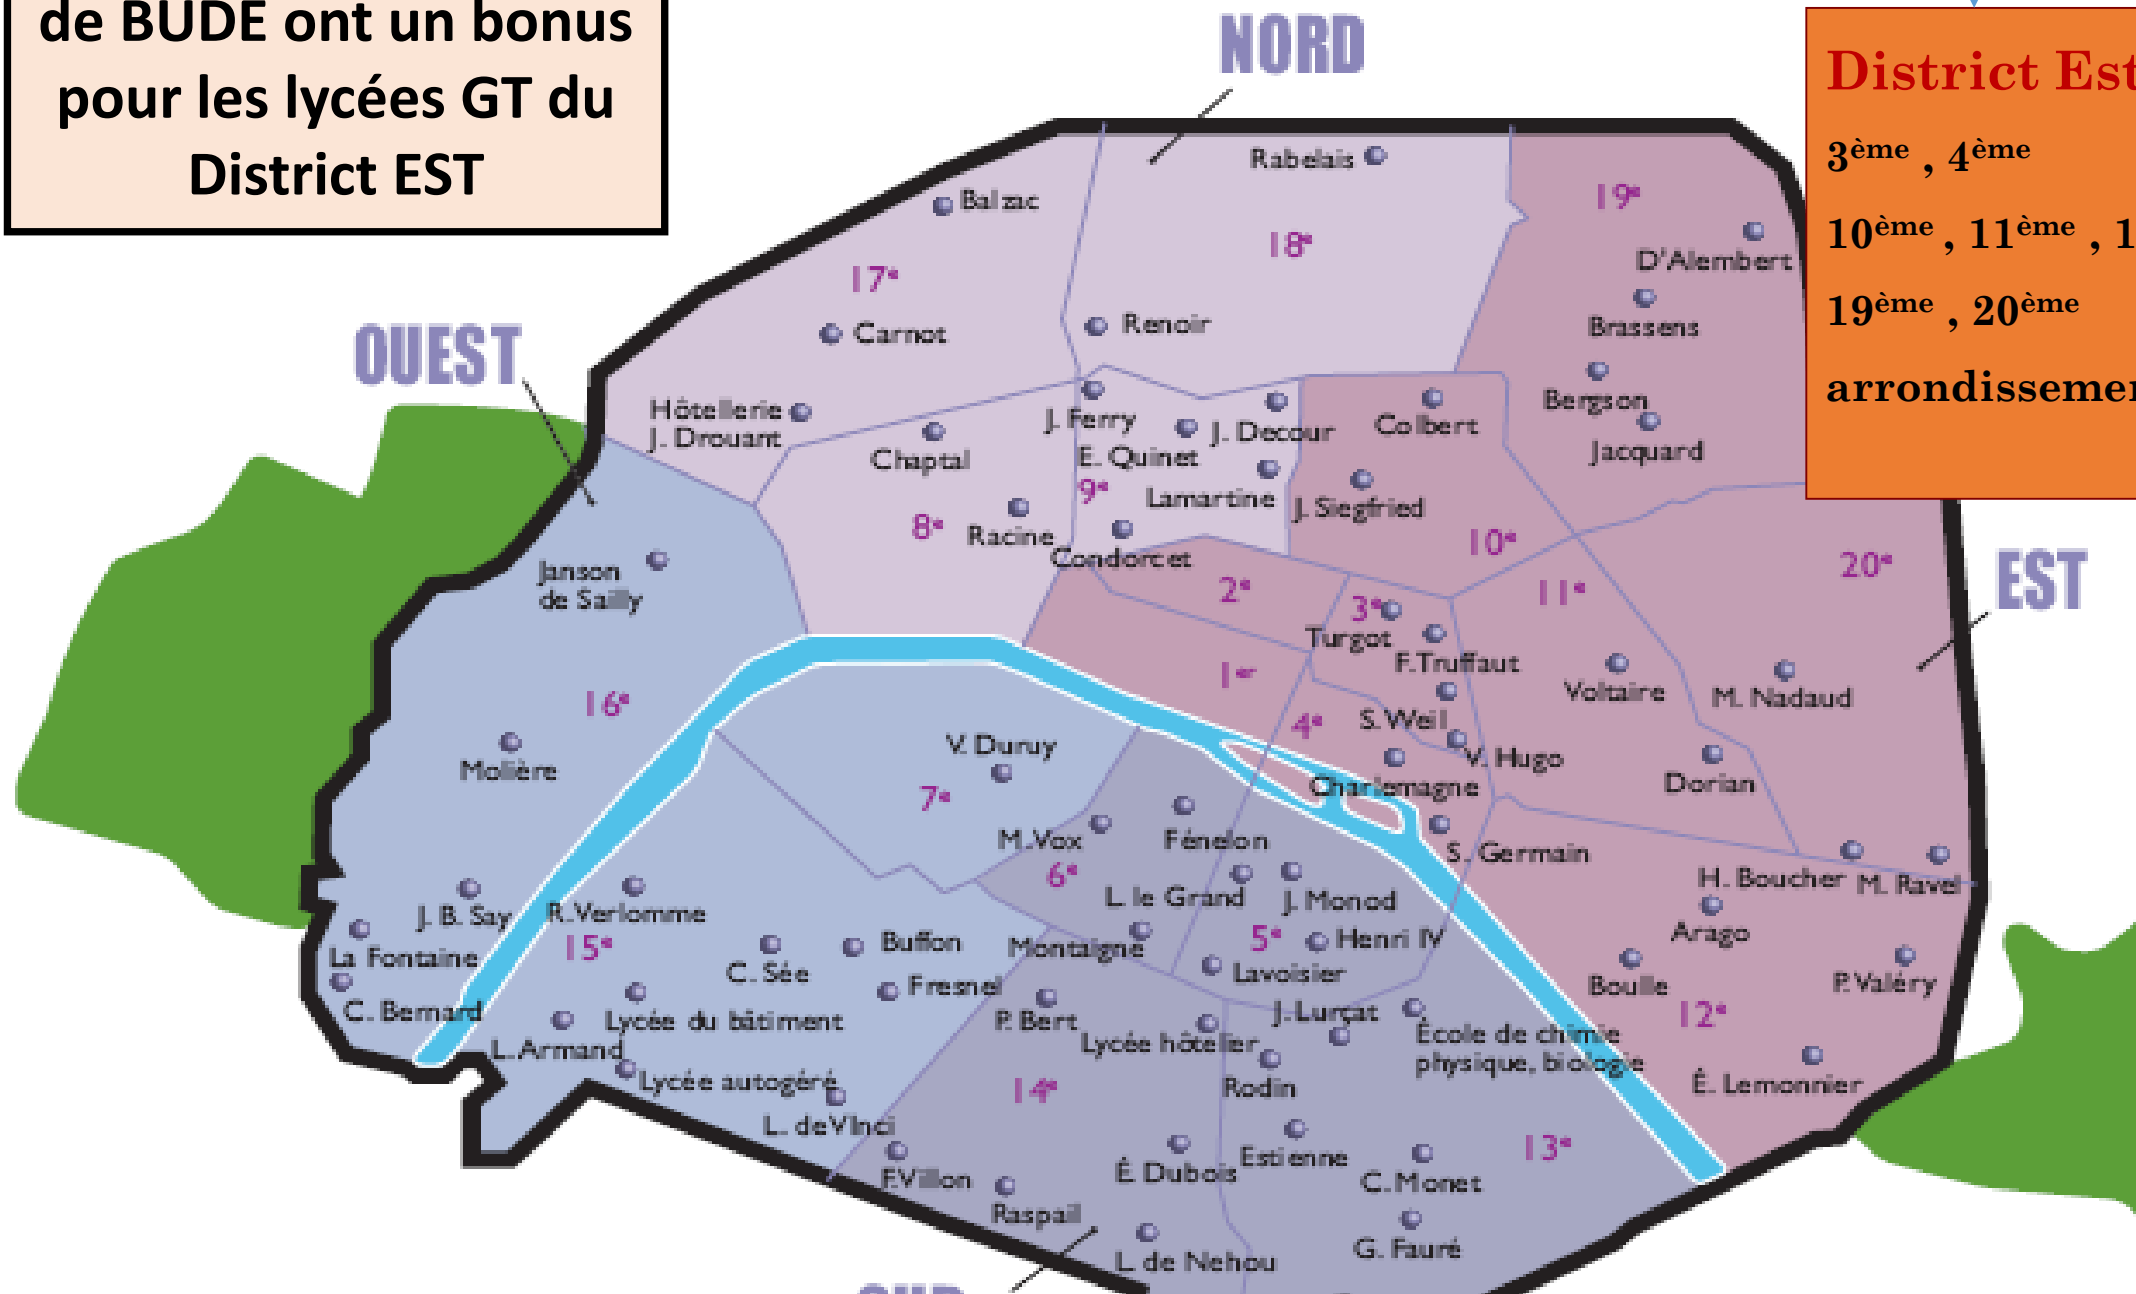 de BUDE ont un bonus
pour les lycées GT du
District EST
NORD
District Est
3ème , 4ème
10ème , 11ème , 1
19ème , 20ème
arrondissemen
OUEST
EST
Rabelais
Balzac
19e
18e
D'Alembert
17e
Carnot
Renoir
Brassens
Hôtellerie
J. Drouant
J. Ferry
J. Decour
Colbert
Bergson
Chaptal
E. Quinet
Jacquard
9e
Lamartine
J. Siegfried
8e
Racine
Condorcet
10e
20e
Janson
de Sailly
2e
3e
11e
Turgot
F. Truffaut
1er
Voltaire
M. Nadaud
16e
4e
S. Weil
V. Duruy
V. Hugo
Molière
Charlemagne
Dorian
7e
M. Vox
Fénelon
S. Germain
6e
L. le Grand
J. Monod
H. Boucher
M. Ravel
J. B. Say
R. Verlomme
15e
Buffon
Montaigne
5e
Henri IV
Arago
La Fontaine
C. Sée
Lavoisier
Fresnel
Boulle
P. Valéry
C. Bernard
Lycée du bâtiment
P. Bert
J. Lurçat
12e
L. Armand
Lycée hôtelier
École de chimie
physique, biologie
Lycée autogéré
14e
Rodin
É. Lemonnier
L. de VInci
Estienne
13e
F. Villon
É. Dubois
C. Monet
Raspail
L. de Nehou
G. Fauré
SUD